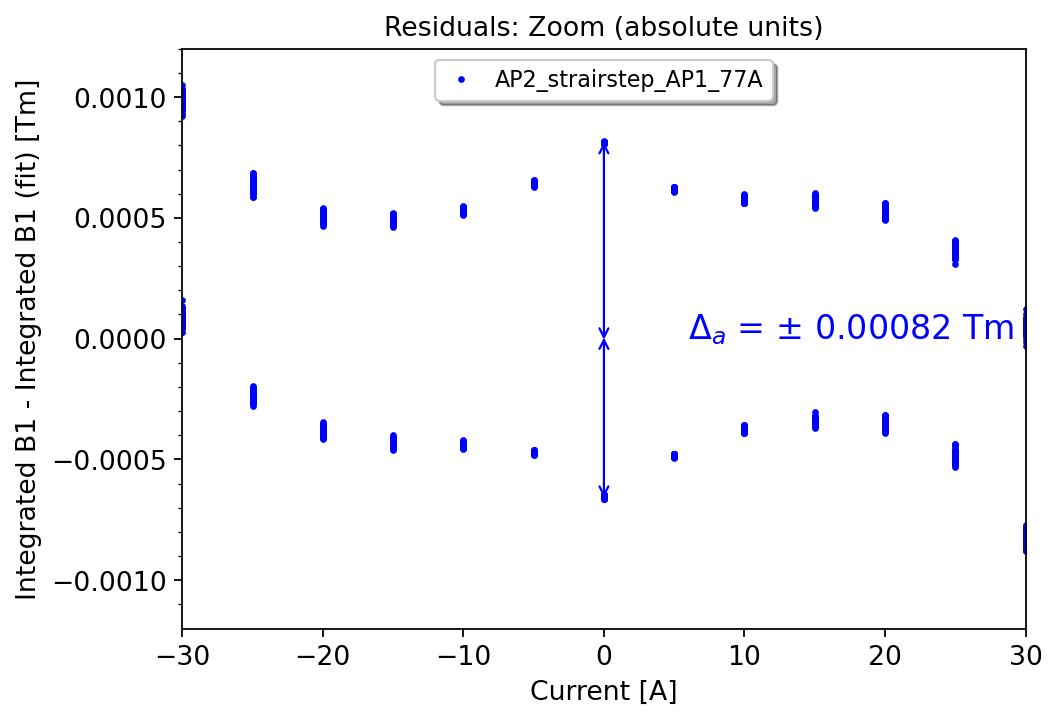 Residuals: Zoom (absolute units)
AP2_strairstep_AP1_77A
Integrated B1 - Integrated B1 (fit) [Tm]
0.0010
0.0005
0.0000
−0.0005
−0.0010
Δₐ = ± 0.00082 Tm
−30 −20 −10 0 10 20 30
Current [A]